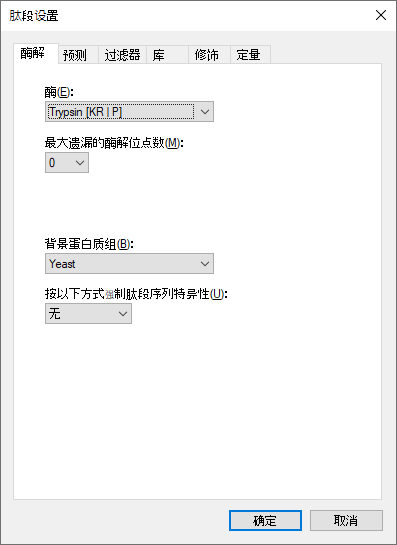 肽段设置
酶解 预测 过滤器 库 修饰 定量
酶(E):
Trypsin [KR | P]
最大遗漏的酶解位点数(M):
0
背景蛋白质组(B):
Yeast
按以下方式强制肽段序列特异性(U):
无
确定 取消